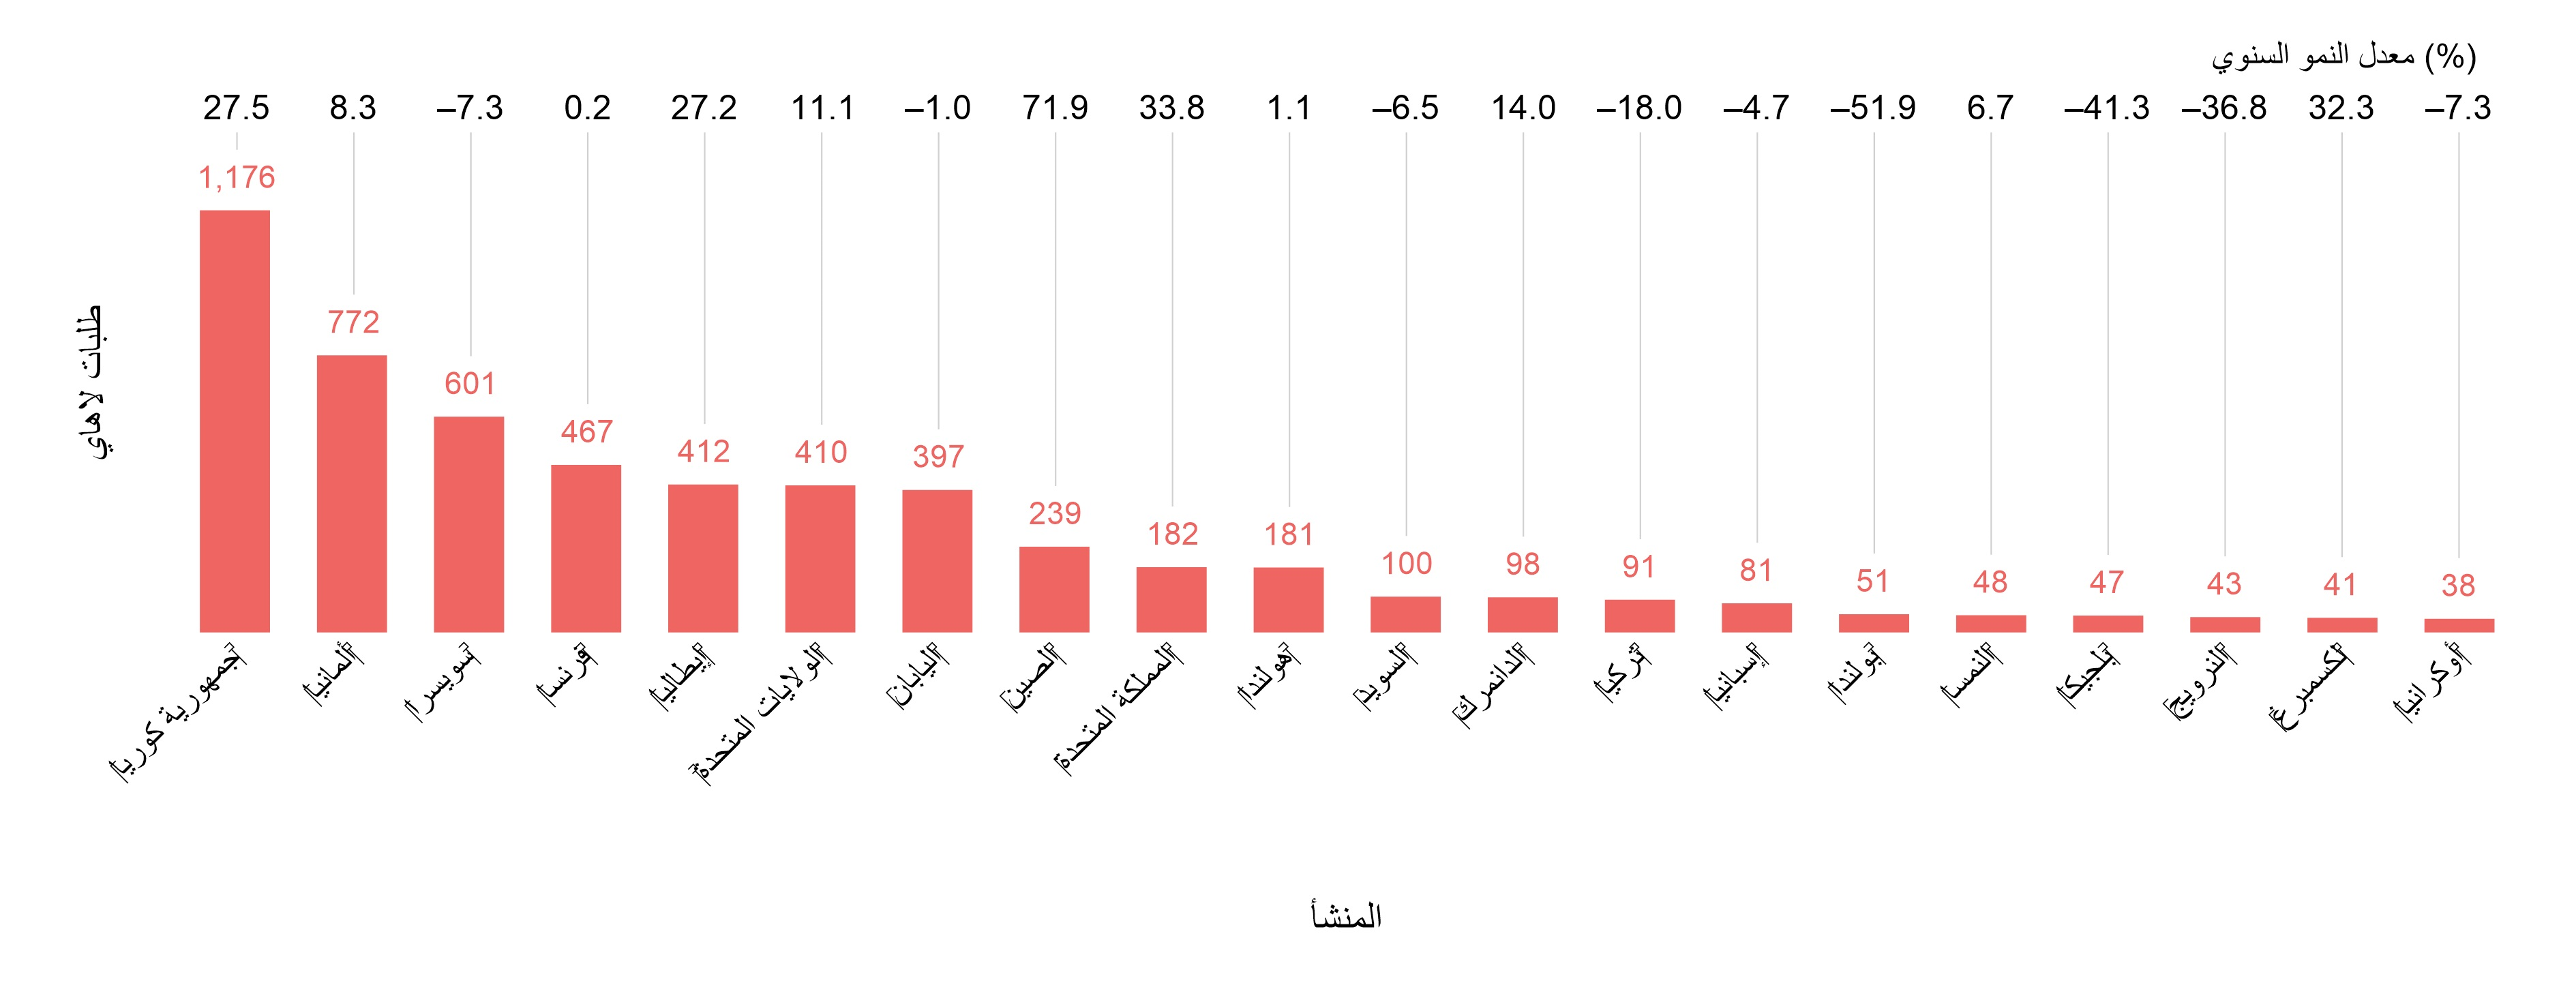 معدل النمو السنوي (%)
27.5 8.3 –7.3 0.2 27.2 11.1 –1.0 71.9 33.8 1.1 –6.5 14.0 –18.0 –4.7 –51.9 6.7 –41.3 –36.8 32.3 –7.3
1,176
772
601
467
412
410
397
239
182
181
100
98
91
81
51
48
47
43
41
38
طلبات لاهاي
جمهورية كوريا
ألمانيا
سويسرا
فرنسا
إيطاليا
الولايات المتحدة
اليابان
الصين
المملكة المتحدة
هولندا
السويد
الدانمرك
تركيا
إسبانيا
بولندا
النمسا
بلجيكا
النرويج
لكسمبرغ
أوكرانيا
المنشأ